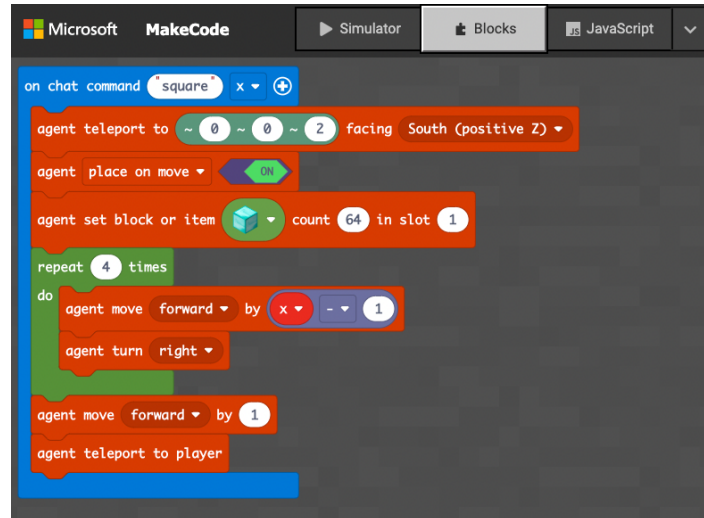 Microsoft MakeCode Simulator Blocks JS JavaScript
on chat command "square" x
agent teleport to ~ 0 ~ 0 ~ 2 facing South (positive Z)
agent place on move ON
agent set block or item count 64 in slot 1
repeat 4 times
do
agent move forward by x - 1
agent turn right
agent move forward by 1
agent teleport to player